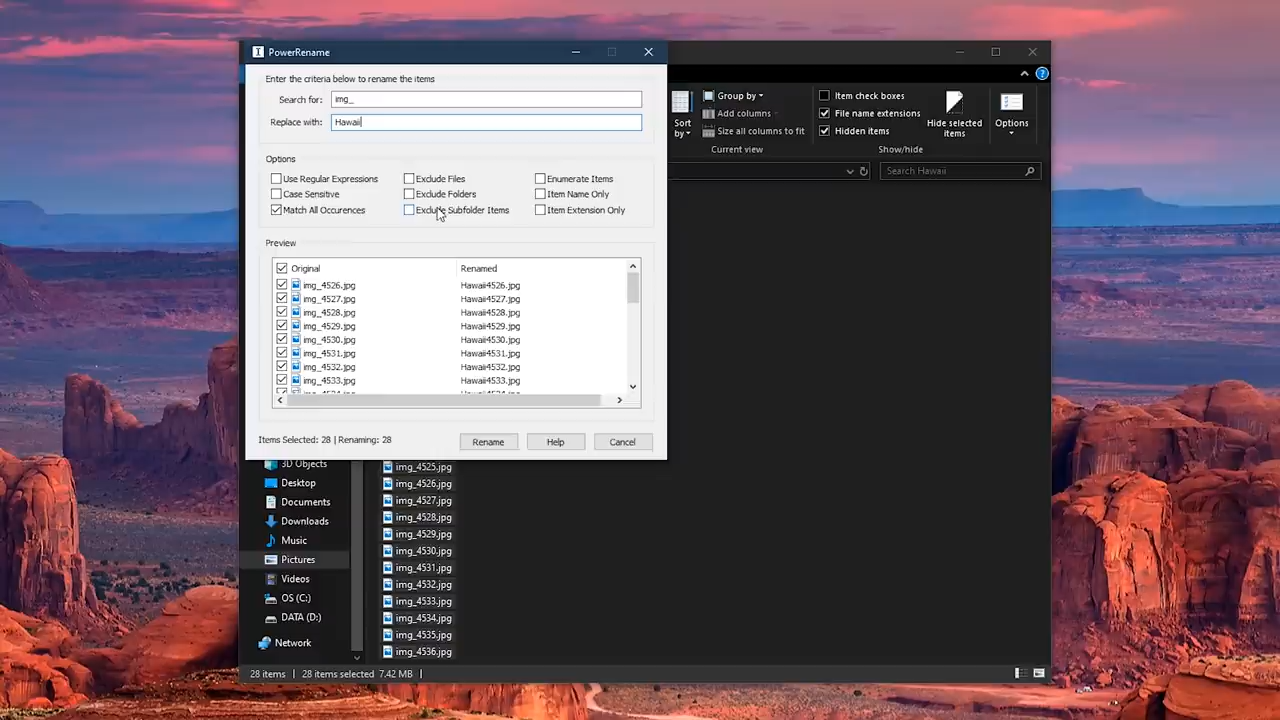 PowerRename
Enter the criteria below to rename the items
Search for: img_
Replace with: Hawaii
Options
Use Regular Expressions Exclude Files Enumerate Items
Case Sensitive Exclude Folders Item Name Only
Match All Occurences Exclude Subfolder Items Item Extension Only
Preview
Original Renamed
img_4526.jpg Hawaii4526.jpg
img_4527.jpg Hawaii4527.jpg
img_4528.jpg Hawaii4528.jpg
img_4529.jpg Hawaii4529.jpg
img_4530.jpg Hawaii4530.jpg
img_4531.jpg Hawaii4531.jpg
img_4532.jpg Hawaii4532.jpg
img_4533.jpg Hawaii4533.jpg
Items Selected: 28 | Renaming: 28 Rename Help Cancel
Sort by
Group by
Add columns
Size all columns to fit
Current view
Item check boxes
File name extensions
Hidden items
Hide selected items
Show/hide
Options
Search Hawaii
3D Objects
Desktop
Documents
Downloads
Music
Pictures
Videos
OS (C:)
DATA (D:)
Network
img_4525.jpg
img_4526.jpg
img_4527.jpg
img_4528.jpg
img_4529.jpg
img_4530.jpg
img_4531.jpg
img_4532.jpg
img_4533.jpg
img_4534.jpg
img_4535.jpg
img_4536.jpg
28 items | 28 items selected 7.42 MB |